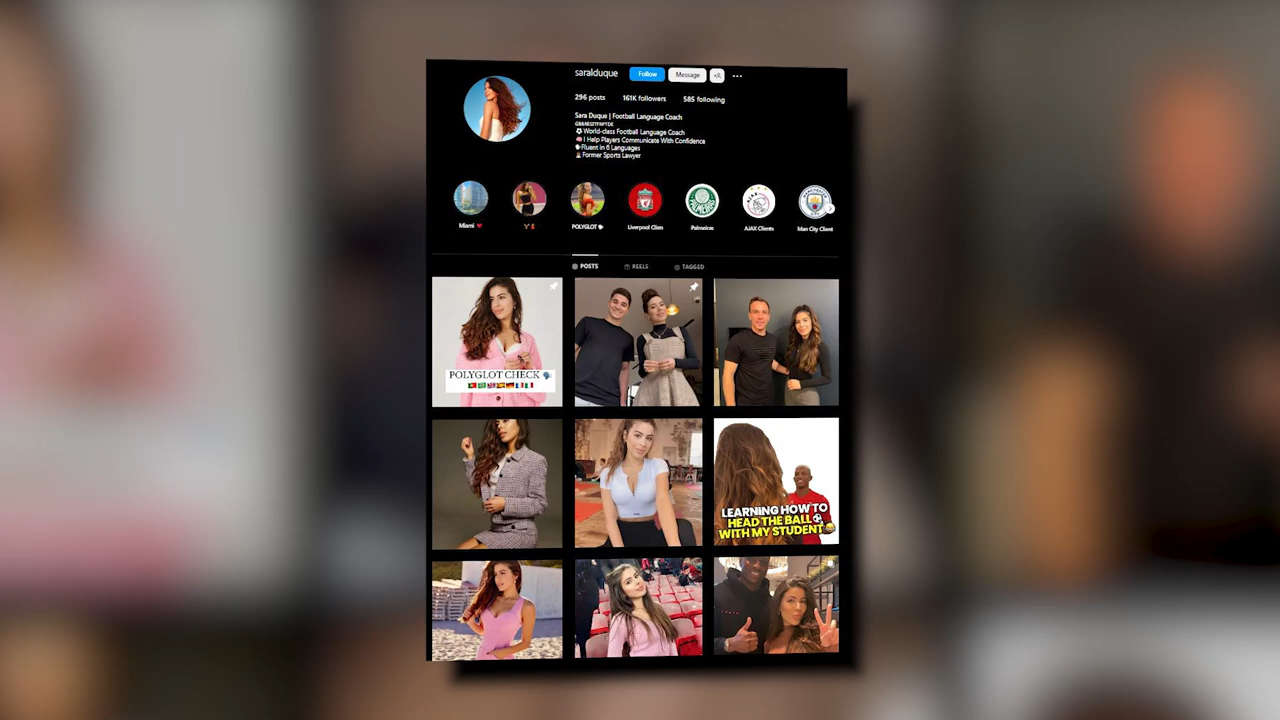 saralduque Follow Message
296 posts 161K followers 585 following
Sara Duque | Football Language Coach
World-class Football Language Coach
I Help Players Communicate With Confidence
Fluent in 6 Languages
Former Sports Lawyer
Miami POLYGLOT Liverpool Clien Palmeiras AJAX Clients Man City Client
POSTS REELS TAGGED
POLYGLOT CHECK
LEARNING HOW TO
HEAD THE BALL
WITH MY STUDENT